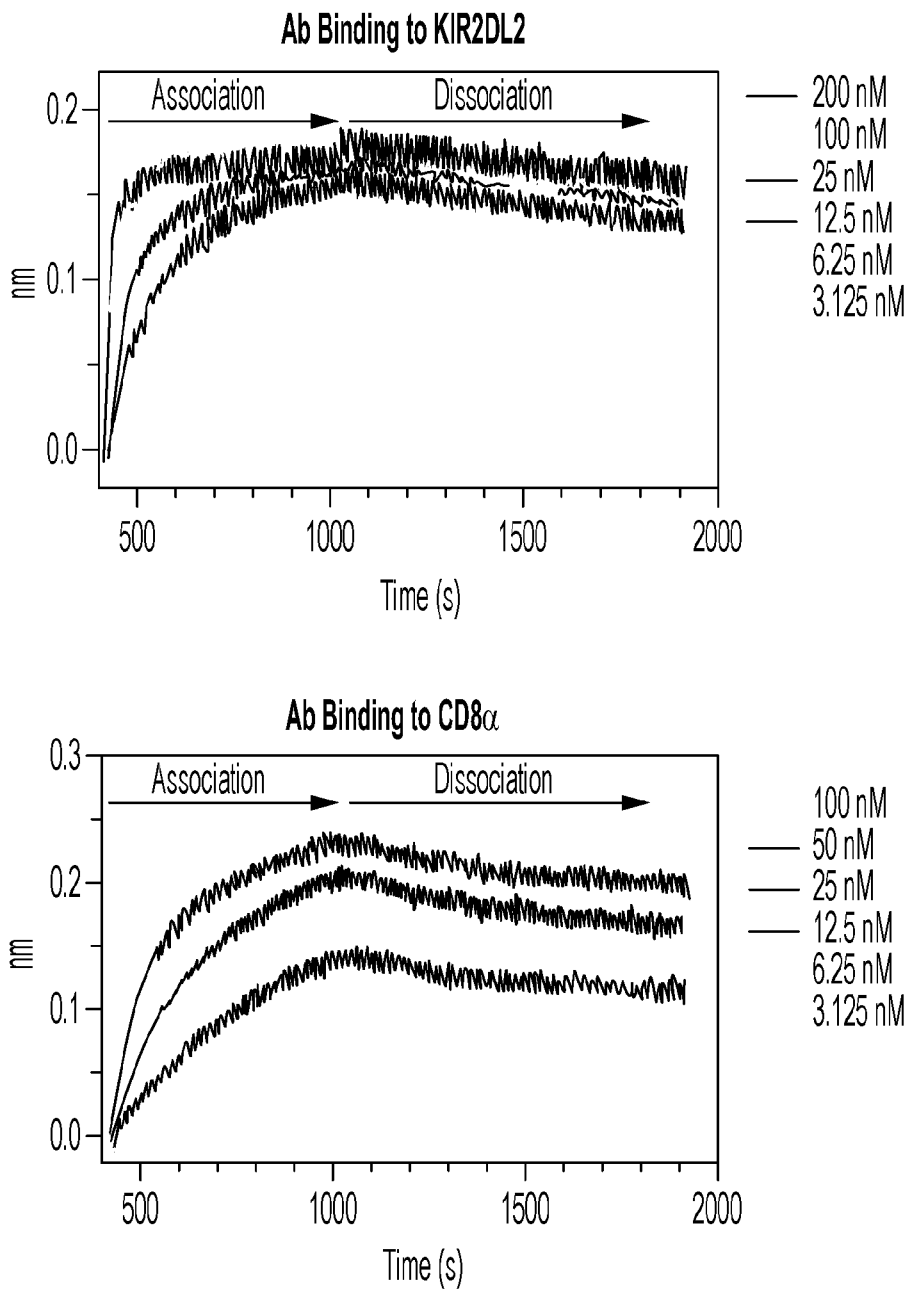 Ab Binding to KIR2DL2
Association
Dissociation
0.2
0.1
0.0
nm
500
1000
1500
2000
Time (s)
200 nM
100 nM
25 nM
12.5 nM
6.25 nM
3.125 nM
Ab Binding to CD8α
Association
Dissociation
0.3
0.2
0.1
0.0
nm
500
1000
1500
2000
Time (s)
100 nM
50 nM
25 nM
12.5 nM
6.25 nM
3.125 nM